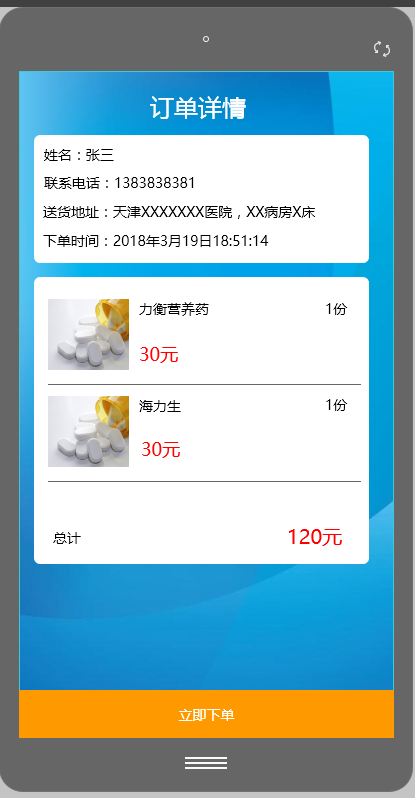 订单详情
姓名：张三
联系电话：1383838381
送货地址：天津XXXXXXX医院，XX病房X床
下单时间：2018年3月19日18:51:14
力衡营养药 1份
30元
海力生 1份
30元
总计 120元
立即下单